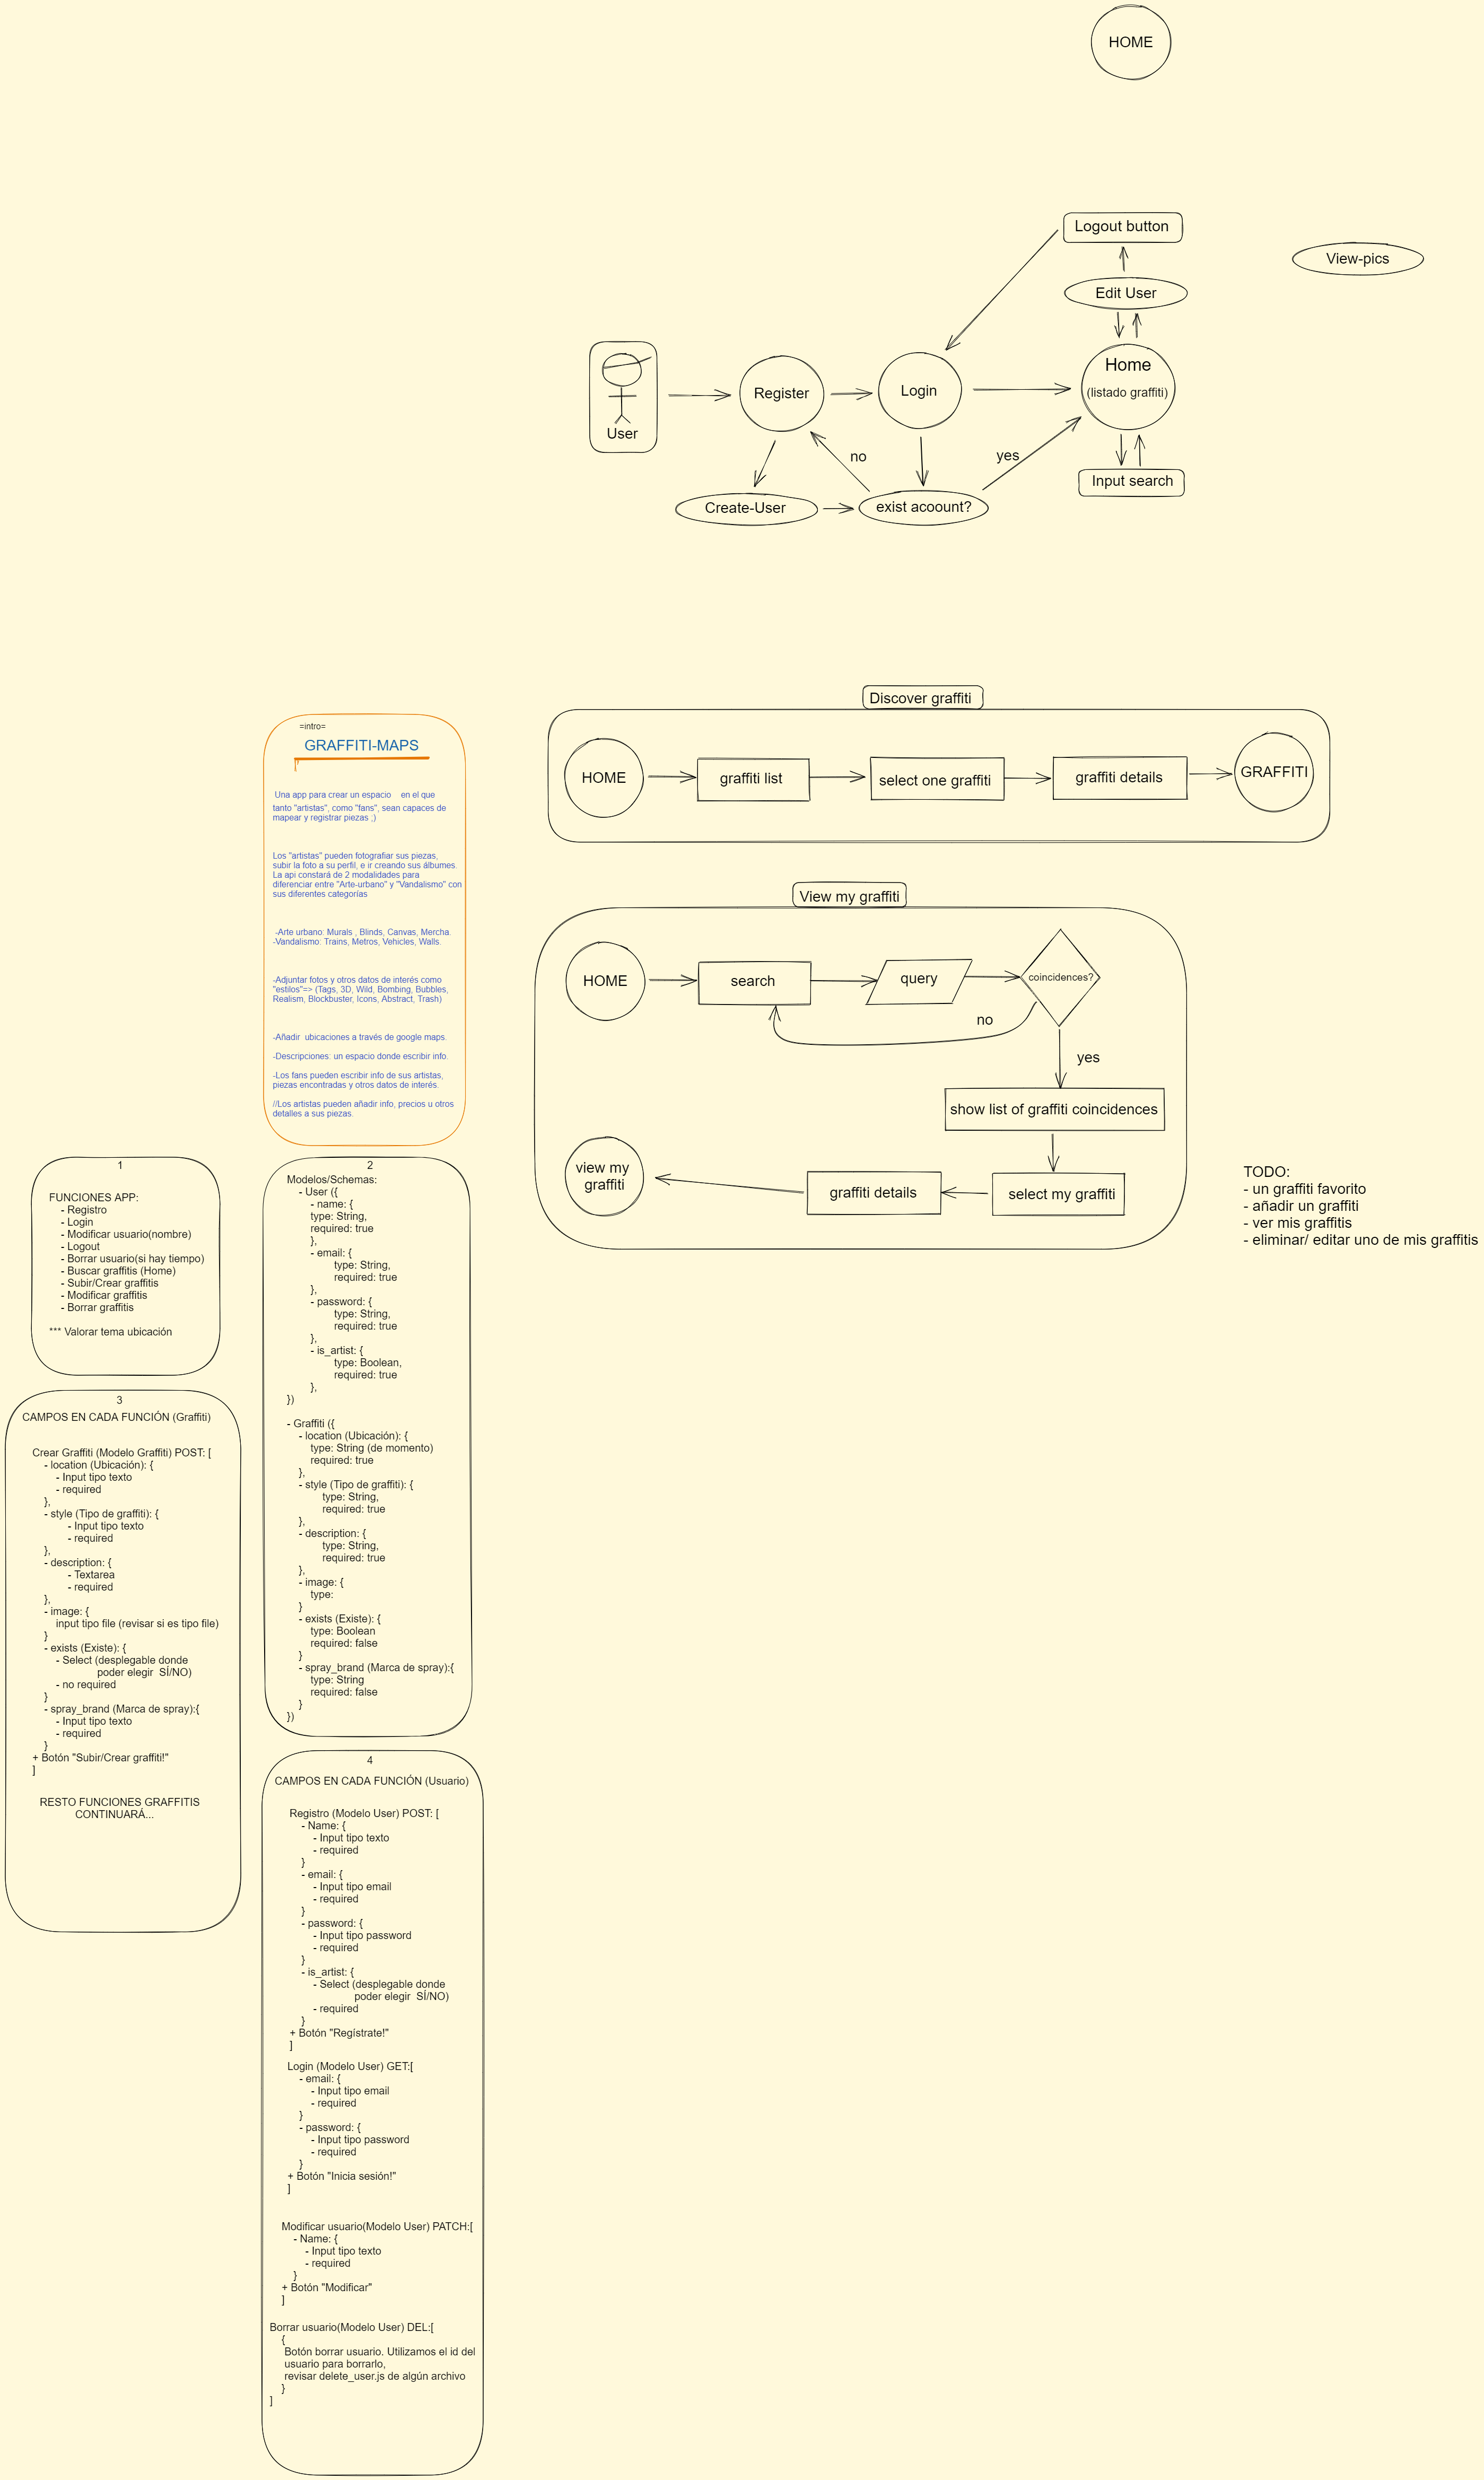 HOME
Logout button
View-pics
Edit User
Home
(listado graffiti)
Register
Login
User
no
yes
Input search
Create-User
exist acoount?
Discover graffiti
HOME
graffiti list
select one graffiti
graffiti details
GRAFFITI
View my graffiti
HOME
search
query
coincidences?
no
yes
show list of graffiti coincidences
view my
graffiti
graffiti details
select my graffiti
TODO:
- un graffiti favorito
- añadir un graffiti
- ver mis graffitis
- eliminar/ editar uno de mis graffitis
=intro=
GRAFFITI-MAPS
Una app para crear un espacio en el que
tanto "artistas", como "fans", sean capaces de
mapear y registrar piezas ;)
Los "artistas" pueden fotografiar sus piezas,
subir la foto a su perfil, e ir creando sus álbumes.
La api constará de 2 modalidades para
diferenciar entre "Arte-urbano" y "Vandalismo" con
sus diferentes categorías
-Arte urbano: Murals , Blinds, Canvas, Mercha.
-Vandalismo: Trains, Metros, Vehicles, Walls.
-Adjuntar fotos y otros datos de interés como
"estilos"=> (Tags, 3D, Wild, Bombing, Bubbles,
Realism, Blockbuster, Icons, Abstract, Trash)
-Añadir ubicaciones a través de google maps.
-Descripciones: un espacio donde escribir info.
-Los fans pueden escribir info de sus artistas,
piezas encontradas y otros datos de interés.
//Los artistas pueden añadir info, precios u otros
detalles a sus piezas.
1
FUNCIONES APP:
- Registro
- Login
- Modificar usuario(nombre)
- Logout
- Borrar usuario(si hay tiempo)
- Buscar graffitis (Home)
- Subir/Crear graffitis
- Modificar graffitis
- Borrar graffitis
*** Valorar tema ubicación
2
Modelos/Schemas:
- User ({
- name: {
type: String,
required: true
},
- email: {
type: String,
required: true
},
- password: {
type: String,
required: true
},
- is_artist: {
type: Boolean,
required: true
},
})
- Graffiti ({
- location (Ubicación): {
type: String (de momento)
required: true
},
- style (Tipo de graffiti): {
type: String,
required: true
},
- description: {
type: String,
required: true
},
- image: {
type:
}
- exists (Existe): {
type: Boolean
required: false
}
- spray_brand (Marca de spray):{
type: String
required: false
}
})
3
CAMPOS EN CADA FUNCIÓN (Graffiti)
Crear Graffiti (Modelo Graffiti) POST: [
- location (Ubicación): {
- Input tipo texto
- required
},
- style (Tipo de graffiti): {
- Input tipo texto
- required
},
- description: {
- Textarea
- required
},
- image: {
input tipo file (revisar si es tipo file)
}
- exists (Existe): {
- Select (desplegable donde
poder elegir SÍ/NO)
- no required
}
- spray_brand (Marca de spray):{
- Input tipo texto
- required
}
+ Botón "Subir/Crear graffiti!"
]
RESTO FUNCIONES GRAFFITIS
CONTINUARÁ...
4
CAMPOS EN CADA FUNCIÓN (Usuario)
Registro (Modelo User) POST: [
- Name: {
- Input tipo texto
- required
}
- email: {
- Input tipo email
- required
}
- password: {
- Input tipo password
- required
}
- is_artist: {
- Select (desplegable donde
poder elegir SÍ/NO)
- required
}
+ Botón "Regístrate!"
]
Login (Modelo User) GET:[
- email: {
- Input tipo email
- required
}
- password: {
- Input tipo password
- required
}
+ Botón "Inicia sesión!"
]
Modificar usuario(Modelo User) PATCH:[
- Name: {
- Input tipo texto
- required
}
+ Botón "Modificar"
]
Borrar usuario(Modelo User) DEL:[
{
Botón borrar usuario. Utilizamos el id del
usuario para borrarlo,
revisar delete_user.js de algún archivo
}
]